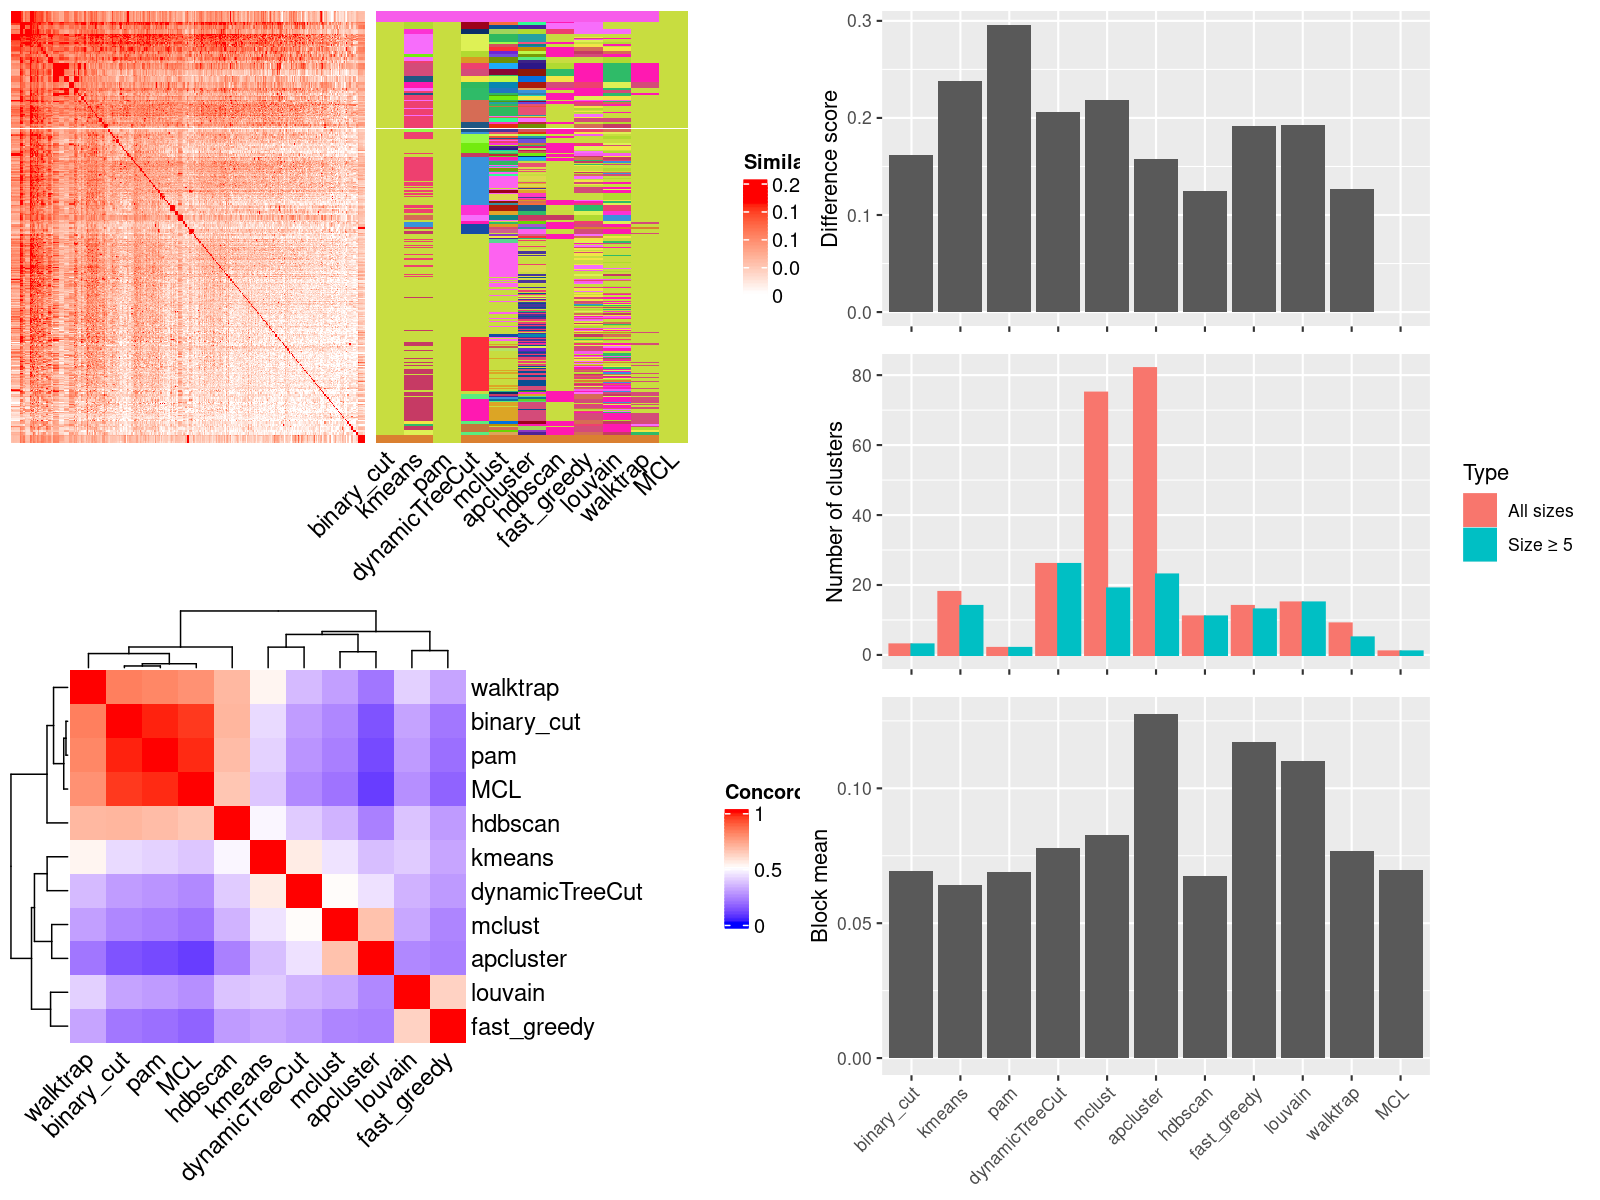 Simila
0.2
0.1
0.1
0.0
0
binary_cut
kmeans
pam
dynamicTreeCut
mclust
apcluster
hdbscan
fast_greedy
louvain
walktrap
MCL
walktrap
binary_cut
pam
MCL
hdbscan
kmeans
dynamicTreeCut
mclust
apcluster
louvain
fast_greedy
walktrap
binary_cut
pam
MCL
hdbscan
kmeans
dynamicTreeCut
mclust
apcluster
louvain
fast_greedy
Concord
1
0.5
0
Difference score
0.3
0.2
0.1
0.0
Number of clusters
80
60
40
20
0
Type
All sizes
Size ≥ 5
Block mean
0.10
0.05
0.00
binary_cut
kmeans
pam
dynamicTreeCut
mclust
apcluster
hdbscan
fast_greedy
louvain
walktrap
MCL